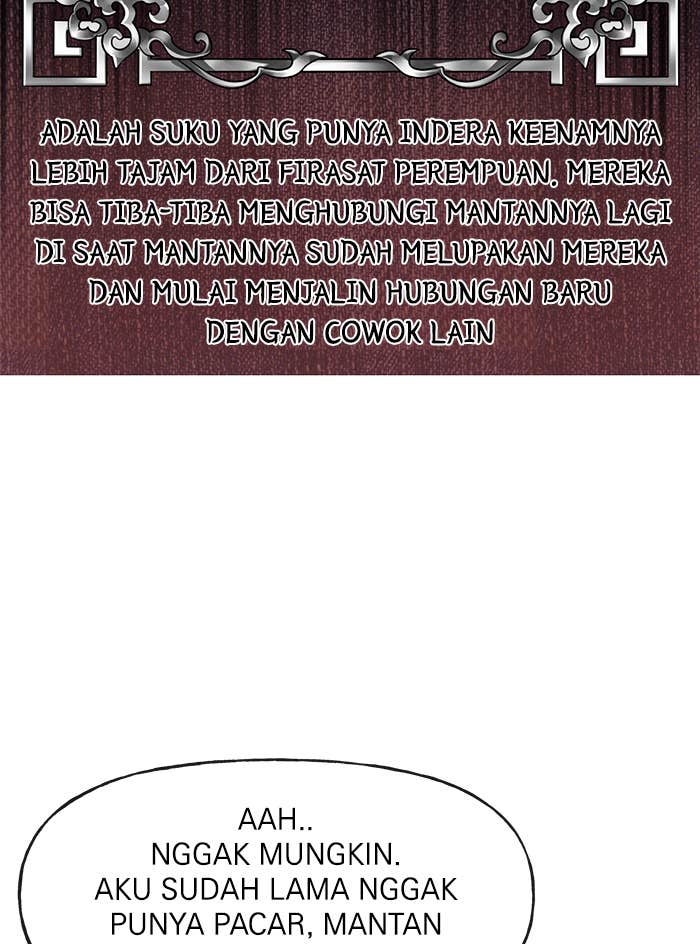 ADALAH SUKU YANG PUNYA INDERA KEENAMNYA
LEBIH TAJAM DARI FIRASAT PEREMPUAN. MEREKA
BISA TIBA-TIBA MENGHUBUNGI MANTANNYA LAGI
DI SAAT MANTANNYA SUDAH MELUPAKAN MEREKA
DAN MULAI MENJALIN HUBUNGAN BARU
DENGAN COWOK LAIN
AAH..
NGGAK MUNGKIN.
AKU SUDAH LAMA NGGAK
PUNYA PACAR, MANTAN